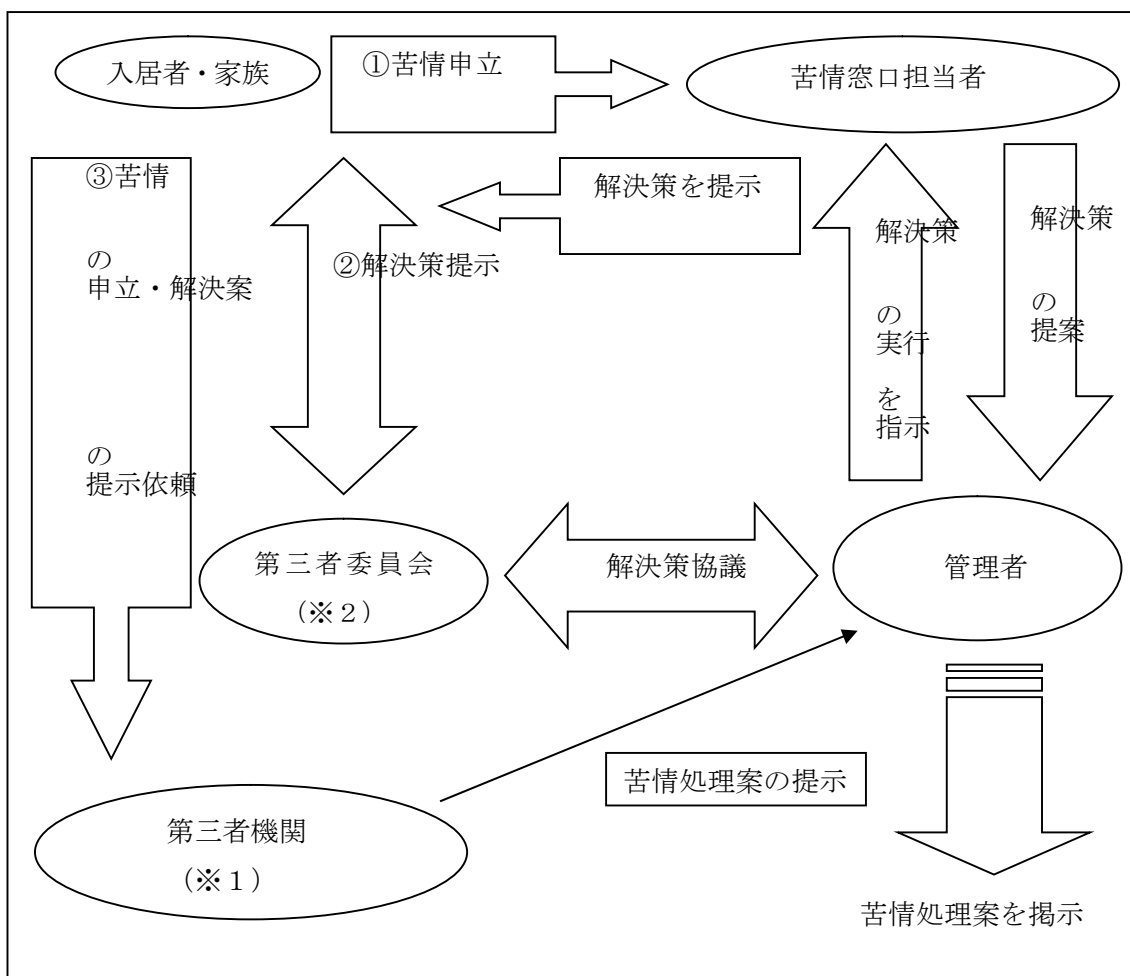 入居者・家族
①苦情申立
苦情窓口担当者
③苦情
の
申立・解決案
の
提示依頼
解決策を提示
②解決策提示
解決策
の
実行
を
指示
解決策
の
提案
第三者委員会
(※２)
解決策協議
管理者
苦情処理案の提示
第三者機関
(※１)
苦情処理案を掲示